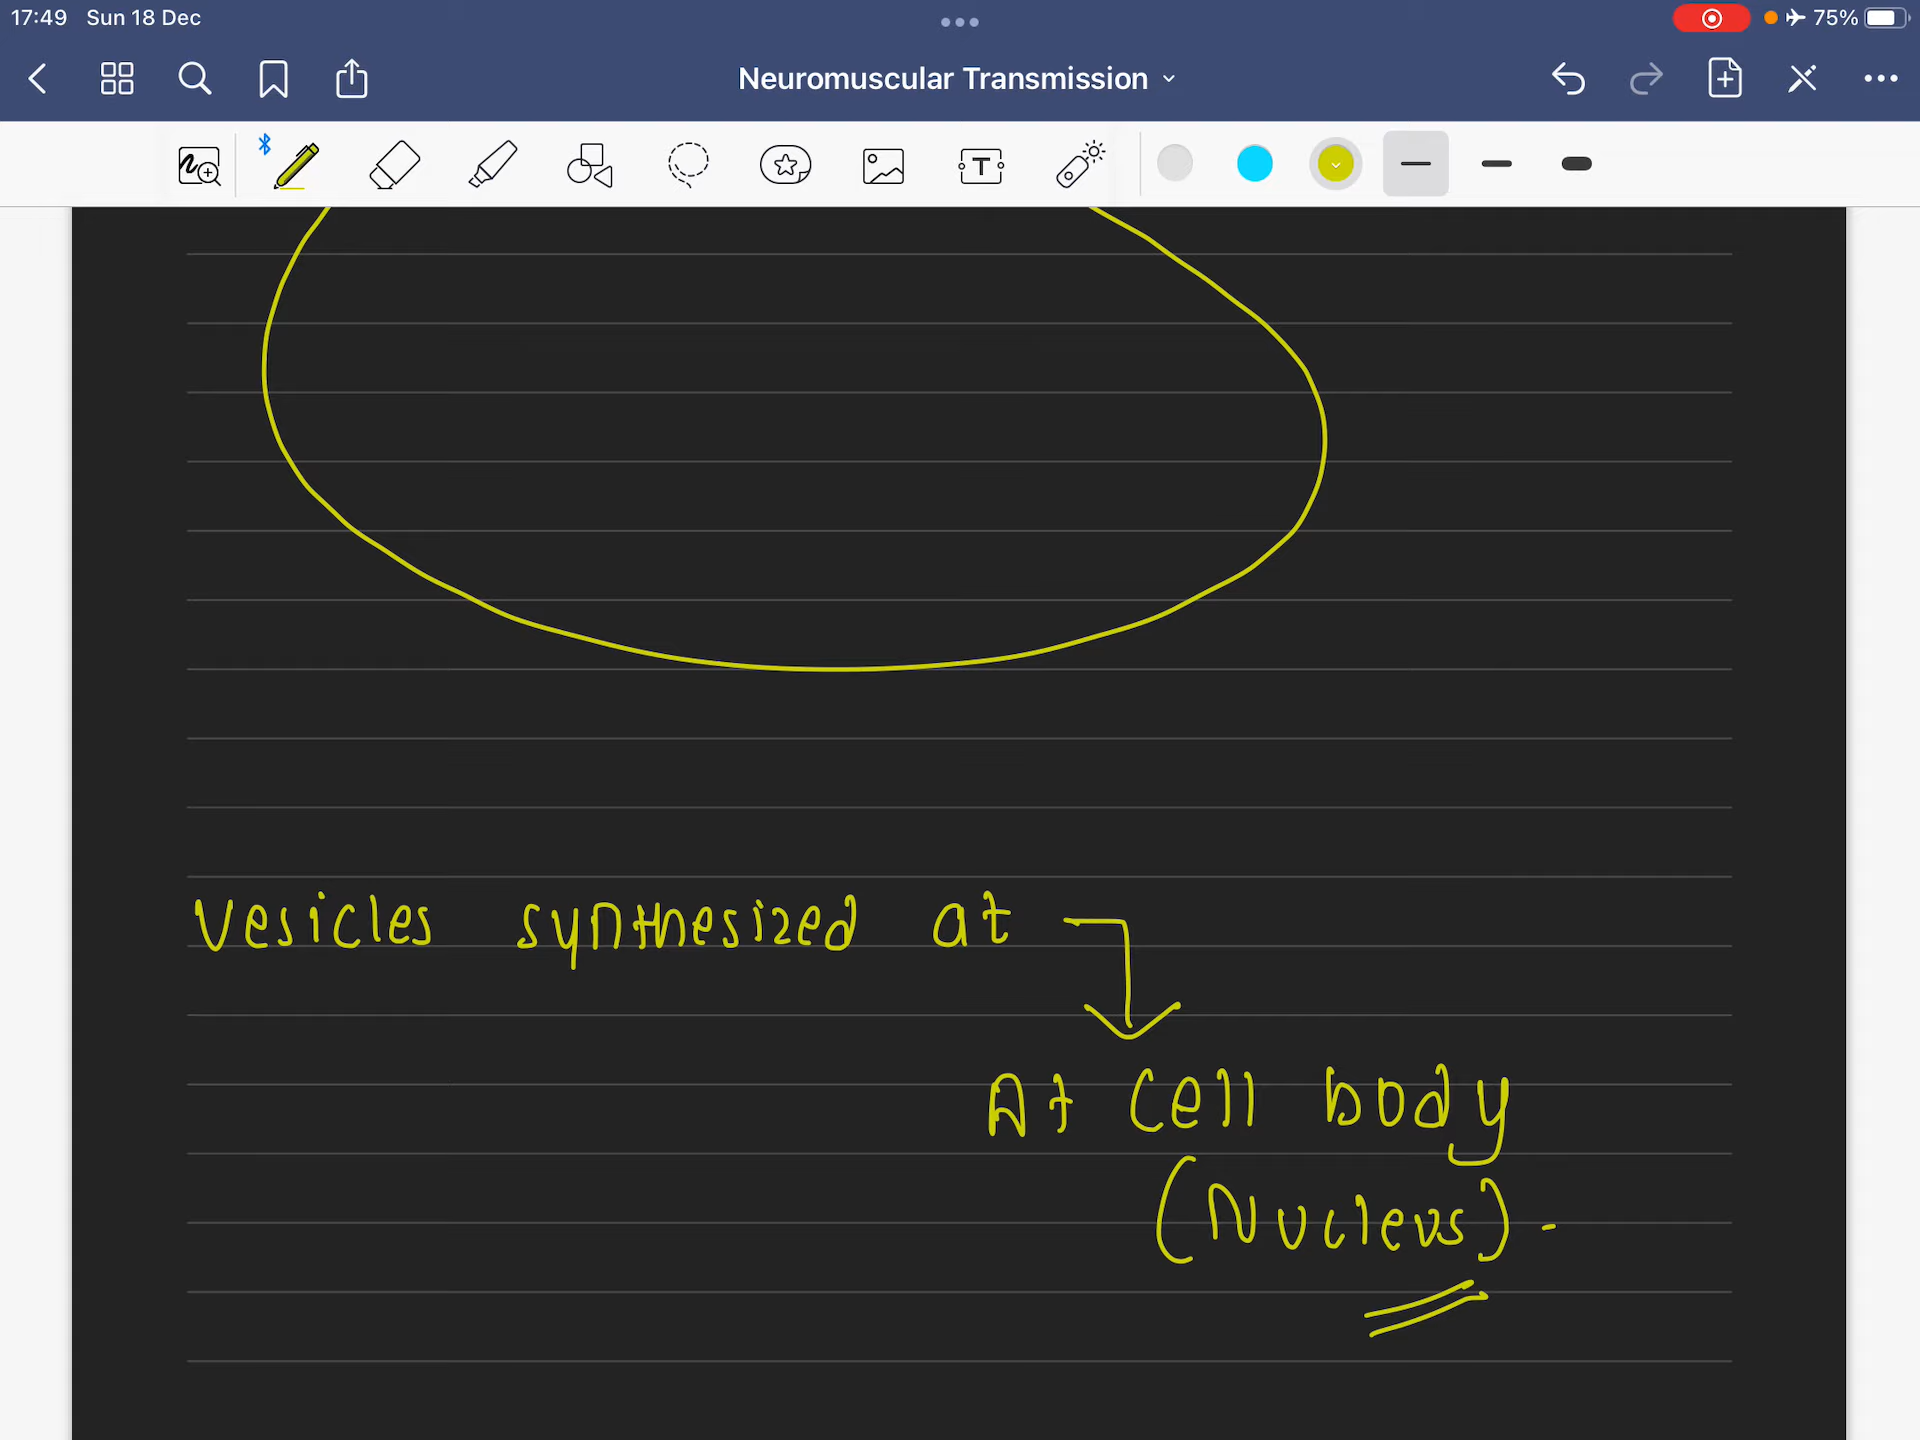 17:49 Sun 18 Dec
75%
Neuromuscular Transmission
T
Vesicles synthesized at
At Cell body
(Nucleus) -